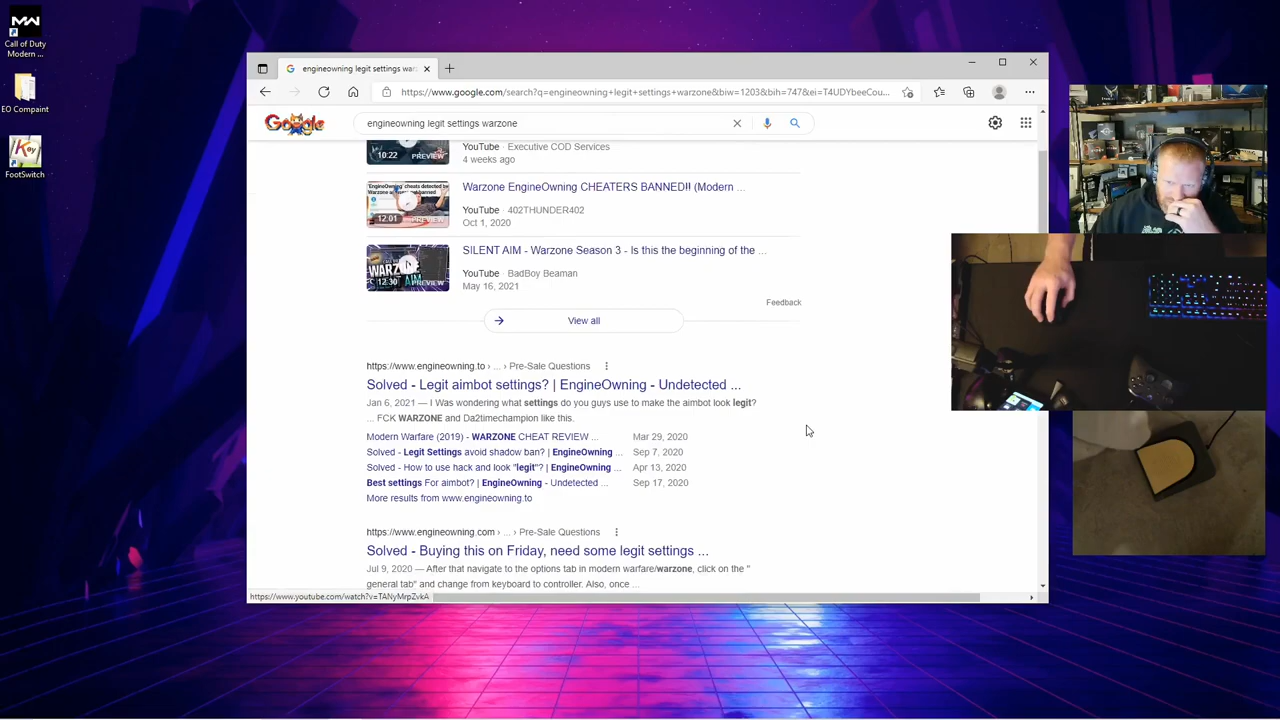 Call of Duty
Modern ...
EO Compaint
FootSwitch
engineowning legit settings war
https://www.google.com/search?q=engineowning+legit+settings+warzone&biw=1203&bih=747&ei=T4UDYbeeCou...
Google
engineowning legit settings warzone
10:22 PREVIEW
YouTube · Executive COD Services
4 weeks ago
12:01 PREVIEW
Warzone EngineOwning CHEATERS BANNED!! (Modern ...
YouTube · 402THUNDER402
Oct 1, 2020
12:30 PREVIEW
SILENT AIM - Warzone Season 3 - Is this the beginning of the ...
YouTube · BadBoy Beaman
May 16, 2021
Feedback
View all
https://www.engineowning.to › ... › Pre-Sale Questions
Solved - Legit aimbot settings? | EngineOwning - Undetected ...
Jan 6, 2021 — I Was wondering what settings do you guys use to make the aimbot look legit?
... FCK WARZONE and Da2timechampion like this.
Modern Warfare (2019) - WARZONE CHEAT REVIEW ... Mar 29, 2020
Solved - Legit Settings avoid shadow ban? | EngineOwning ... Sep 7, 2020
Solved - How to use hack and look "legit"? | EngineOwning ... Apr 13, 2020
Best settings For aimbot? | EngineOwning - Undetected ... Sep 17, 2020
More results from www.engineowning.to
https://www.engineowning.com › ... › Pre-Sale Questions
Solved - Buying this on Friday, need some legit settings ...
Jul 9, 2020 — After that navigate to the options tab in modern warfare/warzone, click on the "
general tab" and change from keyboard to controller. Also, once ...
https://www.youtube.com/watch?v=TANyMrpZvkA